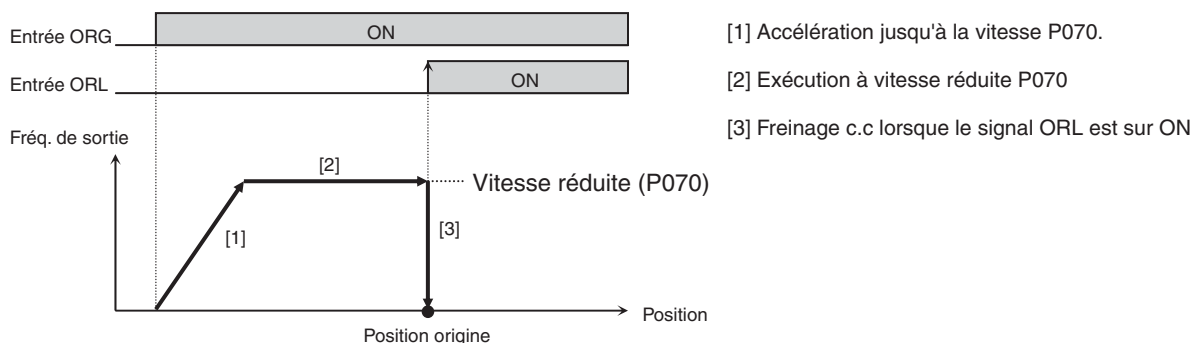 Entrée ORG
ON
Entrée ORL
ON
Fréq. de sortie
[2]
Vitesse réduite (P070)
[1]
[3]
Position
Position origine
[1] Accélération jusqu'à la vitesse P070.
[2] Exécution à vitesse réduite P070
[3] Freinage c.c lorsque le signal ORL est sur ON